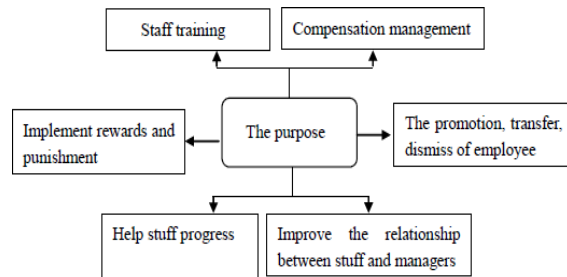 Staff training
Compensation management
Implement rewards and
punishment
The purpose
The promotion, transfer,
dismiss of employee
Help stuff progress
Improve the relationship
between stuff and managers